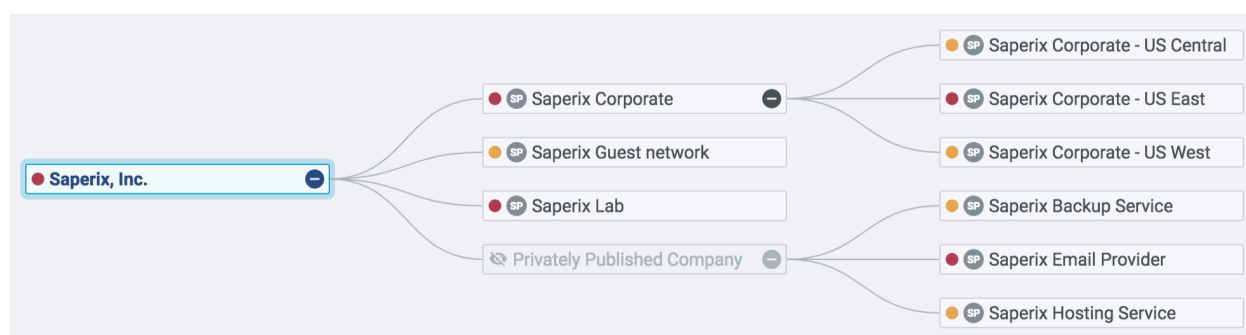 Saperix, Inc.
SP Saperix Corporate
SP Saperix Guest network
SP Saperix Lab
Privately Published Company
SP Saperix Corporate - US Central
SP Saperix Corporate - US East
SP Saperix Corporate - US West
SP Saperix Backup Service
SP Saperix Email Provider
SP Saperix Hosting Service